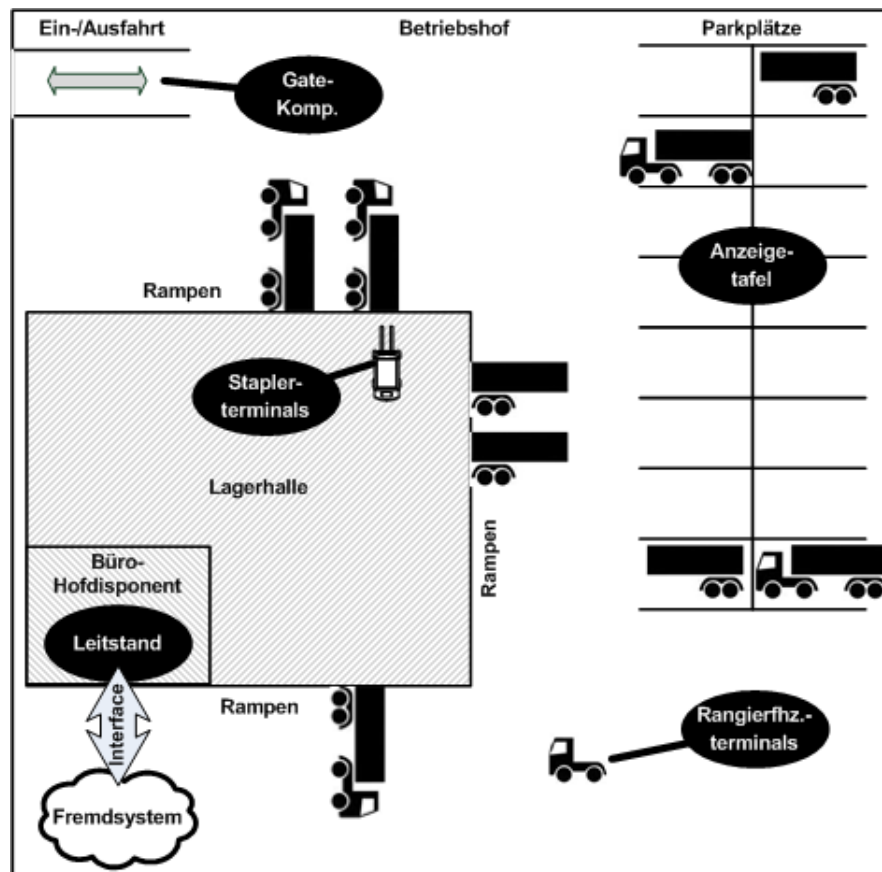 Ein-/Ausfahrt
Betriebshof
Parkplätze
Gate-
Komp.
Anzeige-
tafel
Rampen
Stapler-
terminals
Lagerhalle
Rampen
Büro-
Hofdisponent
Leitstand
Interface
Rampen
Rangierfhz.-
terminals
Fremdsystem